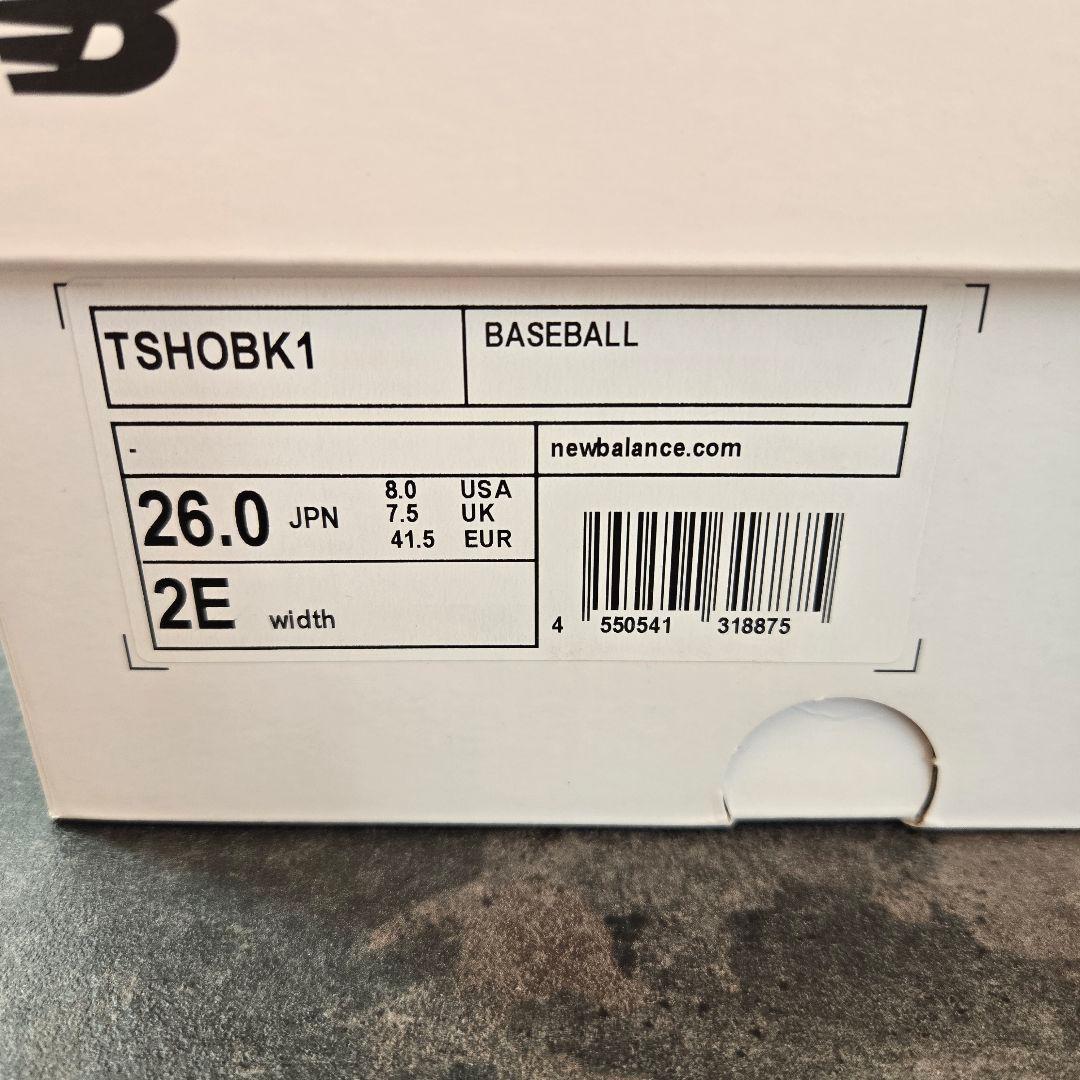 TSHOBK1
BASEBALL
-
newbalance.com
26.0 JPN
8.0 USA
7.5 UK
41.5 EUR
2E width
4 550541 318875